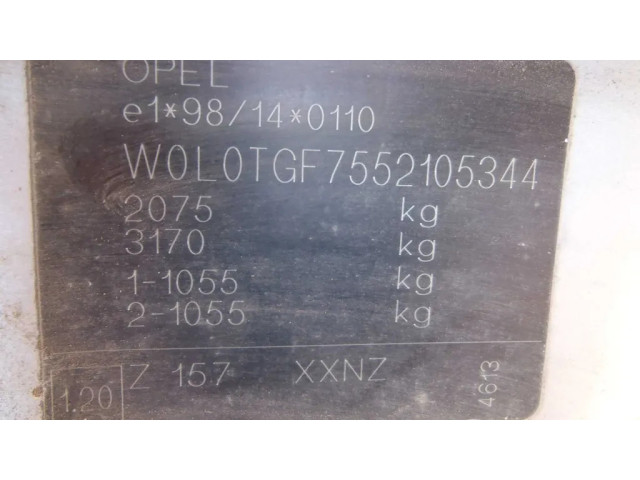 OPEL
e1*98/14*0110
W0L0TGF7552105344
2075 kg
3170 kg
1-1055 kg
2-1055 kg
Z 157 XXNZ
4613
1.20